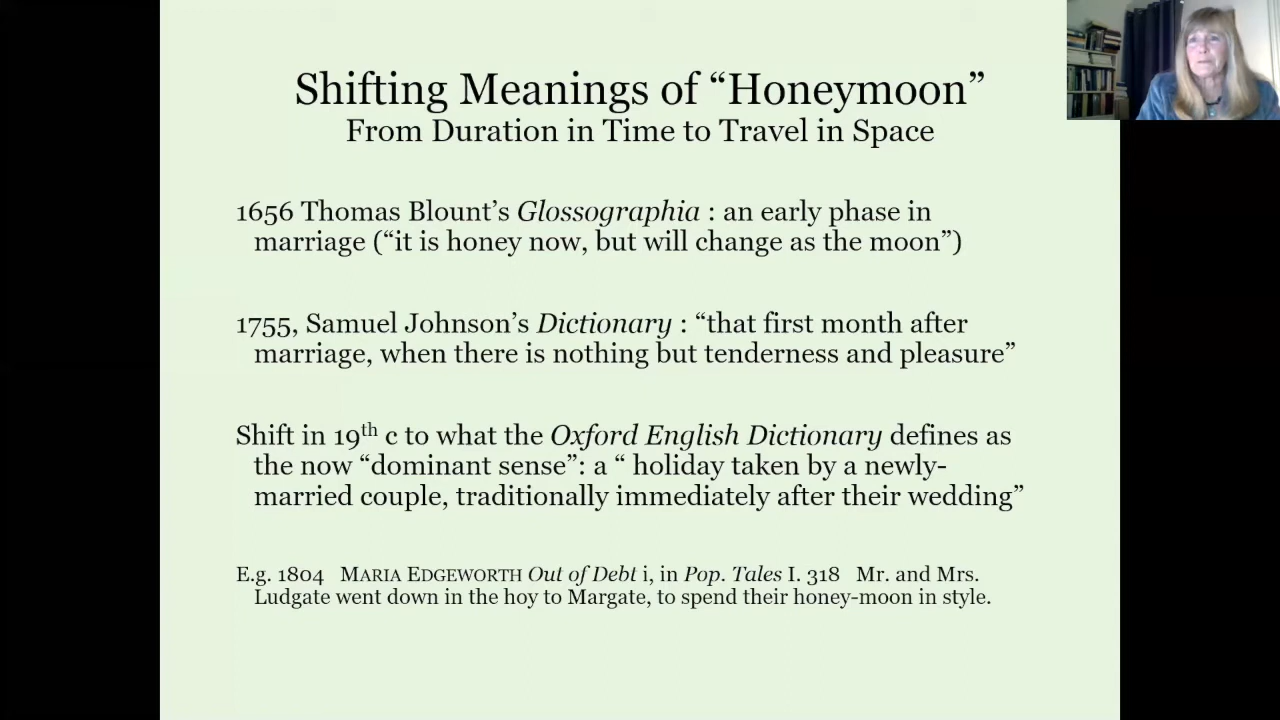 Shifting Meanings of “Honeymoon”
From Duration in Time to Travel in Space
1656 Thomas Blount’s Glossographia : an early phase in
marriage (“it is honey now, but will change as the moon”)
1755, Samuel Johnson’s Dictionary : “that first month after
marriage, when there is nothing but tenderness and pleasure”
Shift in 19th c to what the Oxford English Dictionary defines as
the now “dominant sense”: a “ holiday taken by a newly-
married couple, traditionally immediately after their wedding”
E.g. 1804 MARIA EDGEWORTH Out of Debt i, in Pop. Tales I. 318 Mr. and Mrs.
Ludgate went down in the hoy to Margate, to spend their honey-moon in style.